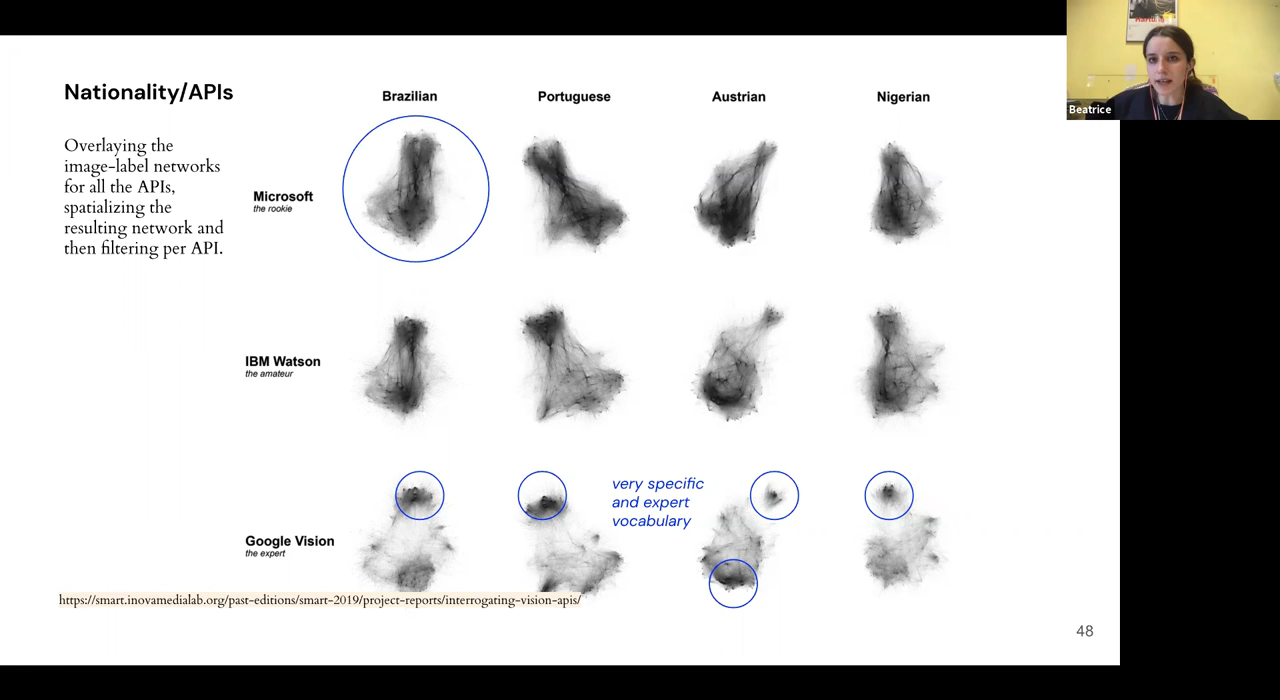 Nationality/APIs
Overlaying the
image-label networks
for all the APIs,
spatializing the
resulting network and
then filtering per API.
Brazilian
Portuguese
Austrian
Nigerian
Microsoft
the rookie
IBM Watson
the amateur
Google Vision
the expert
very specific
and expert
vocabulary
https://smart.inovamedialab.org/past-editions/smart-2019/project-reports/interrogating-vision-apis/
48
Beatrice